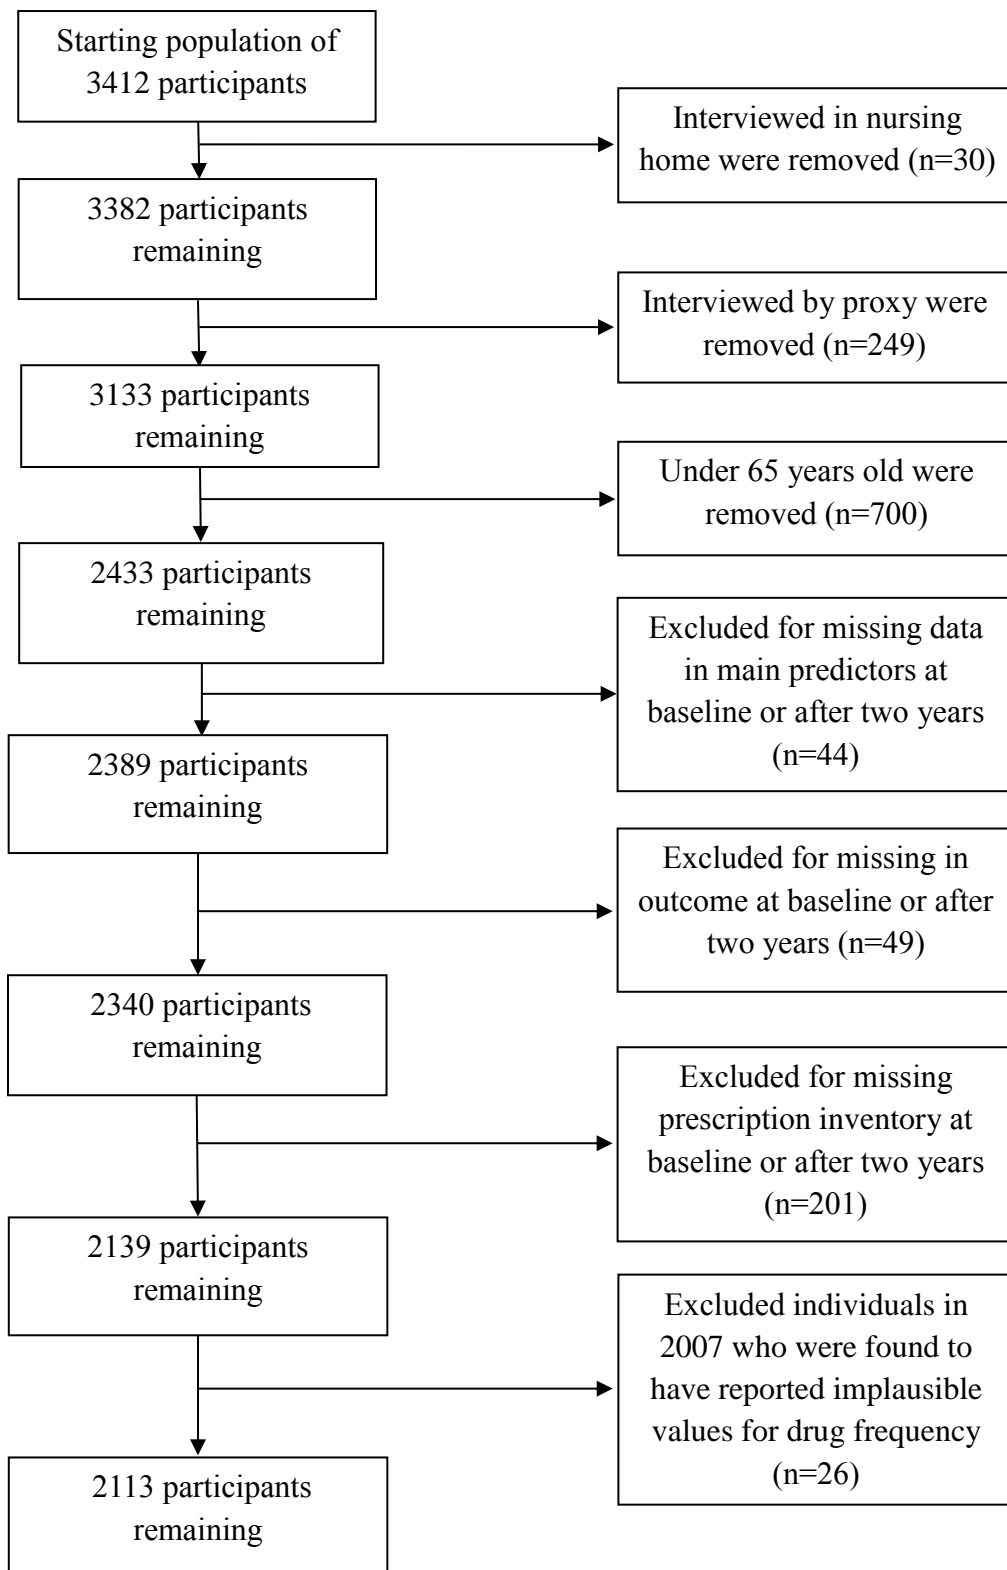 Starting population of
3412 participants
Interviewed in nursing
home were removed (n=30)
3382 participants
remaining
Interviewed by proxy were
removed (n=249)
3133 participants
remaining
Under 65 years old were
removed (n=700)
2433 participants
remaining
Excluded for missing data
in main predictors at
baseline or after two years
(n=44)
2389 participants
remaining
Excluded for missing in
outcome at baseline or after
two years (n=49)
2340 participants
remaining
Excluded for missing
prescription inventory at
baseline or after two years
(n=201)
2139 participants
remaining
Excluded individuals in
2007 who were found to
have reported implausible
values for drug frequency
(n=26)
2113 participants
remaining